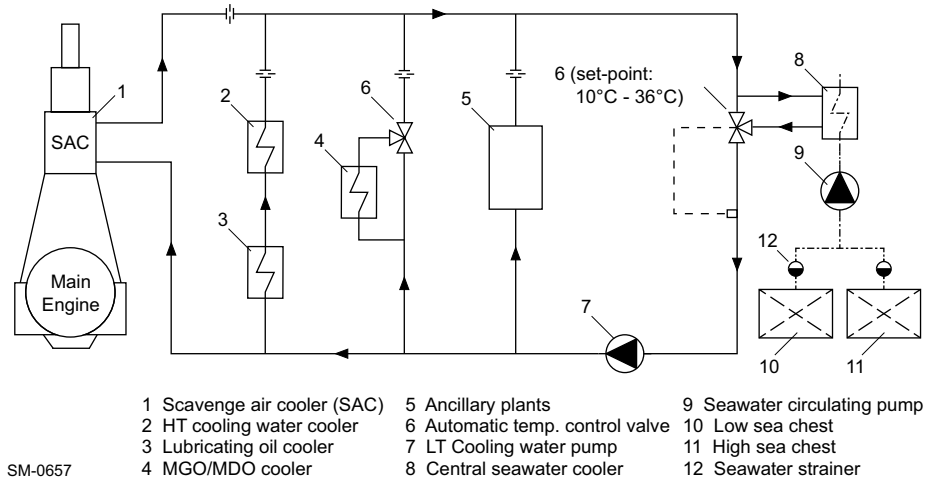 1
SAC
Main
Engine
2
3
4
6
5
6 (set-point:
10°C - 36°C)
8
9
12
7
10
11
1 Scavenge air cooler (SAC)
2 HT cooling water cooler
3 Lubricating oil cooler
4 MGO/MDO cooler
5 Ancillary plants
6 Automatic temp. control valve
7 LT Cooling water pump
8 Central seawater cooler
9 Seawater circulating pump
10 Low sea chest
11 High sea chest
12 Seawater strainer
SM-0657